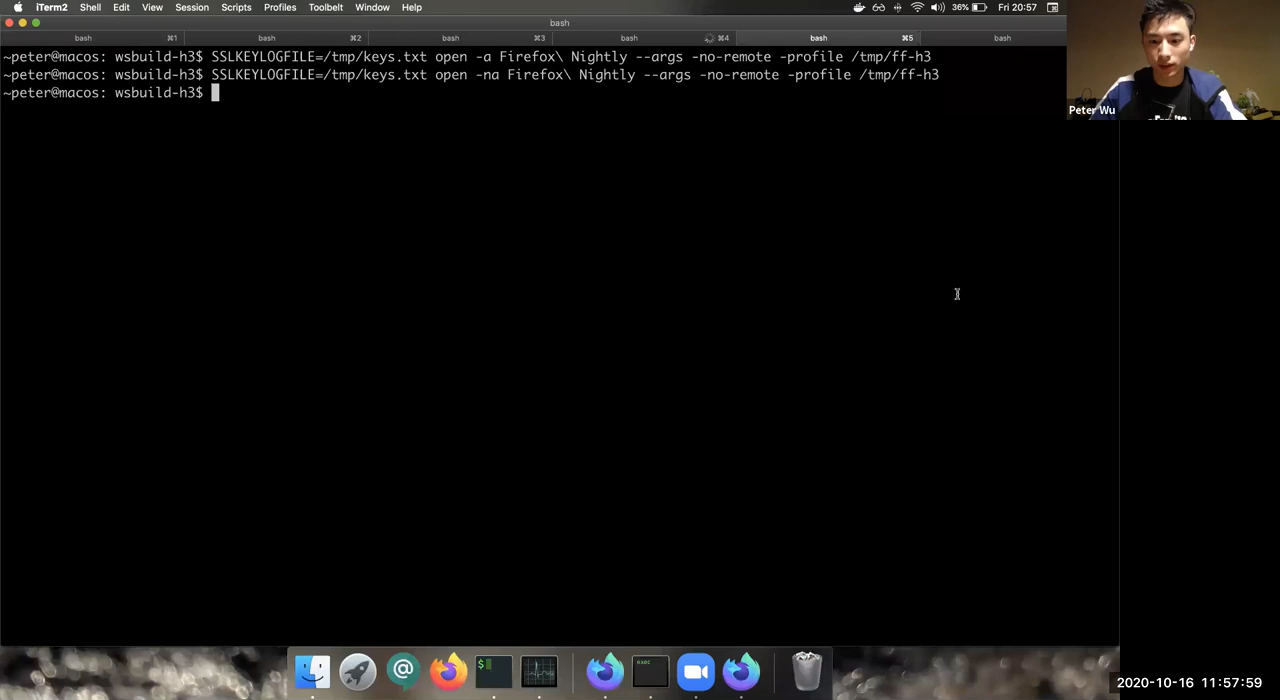 iTerm2 Shell Edit View Session Scripts Profiles Toolbelt Window Help 36% Fri 20:57
bash
bash ⌘1 bash ⌘2 bash ⌘3 bash ⌘4 bash ⌘5 bash
~peter@macos: wsbuild-h3$ SSLKEYLOGFILE=/tmp/keys.txt open -a Firefox\ Nightly --args -no-remote -profile /tmp/ff-h3
~peter@macos: wsbuild-h3$ SSLKEYLOGFILE=/tmp/keys.txt open -na Firefox\ Nightly --args -no-remote -profile /tmp/ff-h3
~peter@macos: wsbuild-h3$
Peter Wu
$
exec
2020-10-16 11:57:59